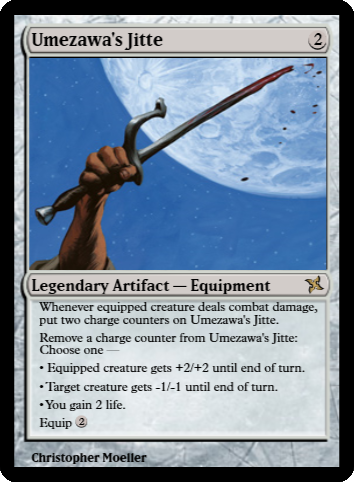 Umezawa's Jitte 2
Legendary Artifact — Equipment
Whenever equipped creature deals combat damage,
put two charge counters on Umezawa's Jitte.
Remove a charge counter from Umezawa's Jitte:
Choose one —
• Equipped creature gets +2/+2 until end of turn.
• Target creature gets -1/-1 until end of turn.
• You gain 2 life.
Equip 2
Christopher Moeller